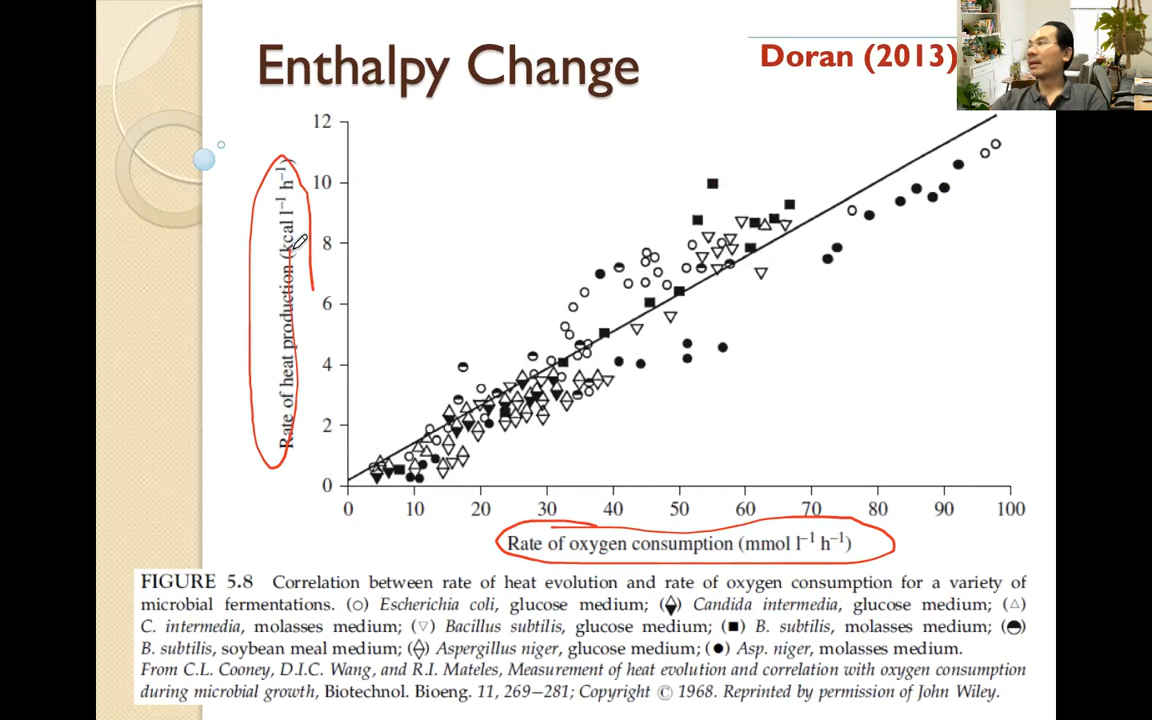 Enthalpy Change
Doran (2013)
Rate of heat production (kcal l⁻¹ h⁻¹)
12
10
8
6
4
2
0
0 10 20 30 40 50 60 70 80 90 100
Rate of oxygen consumption (mmol l⁻¹ h⁻¹)
FIGURE 5.8 Correlation between rate of heat evolution and rate of oxygen consumption for a variety of
microbial fermentations. (○) Escherichia coli, glucose medium; (⧪) Candida intermedia, glucose medium; (△)
C. intermedia, molasses medium; (▽) Bacillus subtilis, glucose medium; (■) B. subtilis, molasses medium; (◓)
B. subtilis, soybean meal medium; (◊) Aspergillus niger, glucose medium; (●) Asp. niger, molasses medium.
From C.L. Cooney, D.I.C. Wang, and R.I. Mateles, Measurement of heat evolution and correlation with oxygen consumption
during microbial growth, Biotechnol. Bioeng. 11, 269–281; Copyright © 1968. Reprinted by permission of John Wiley.